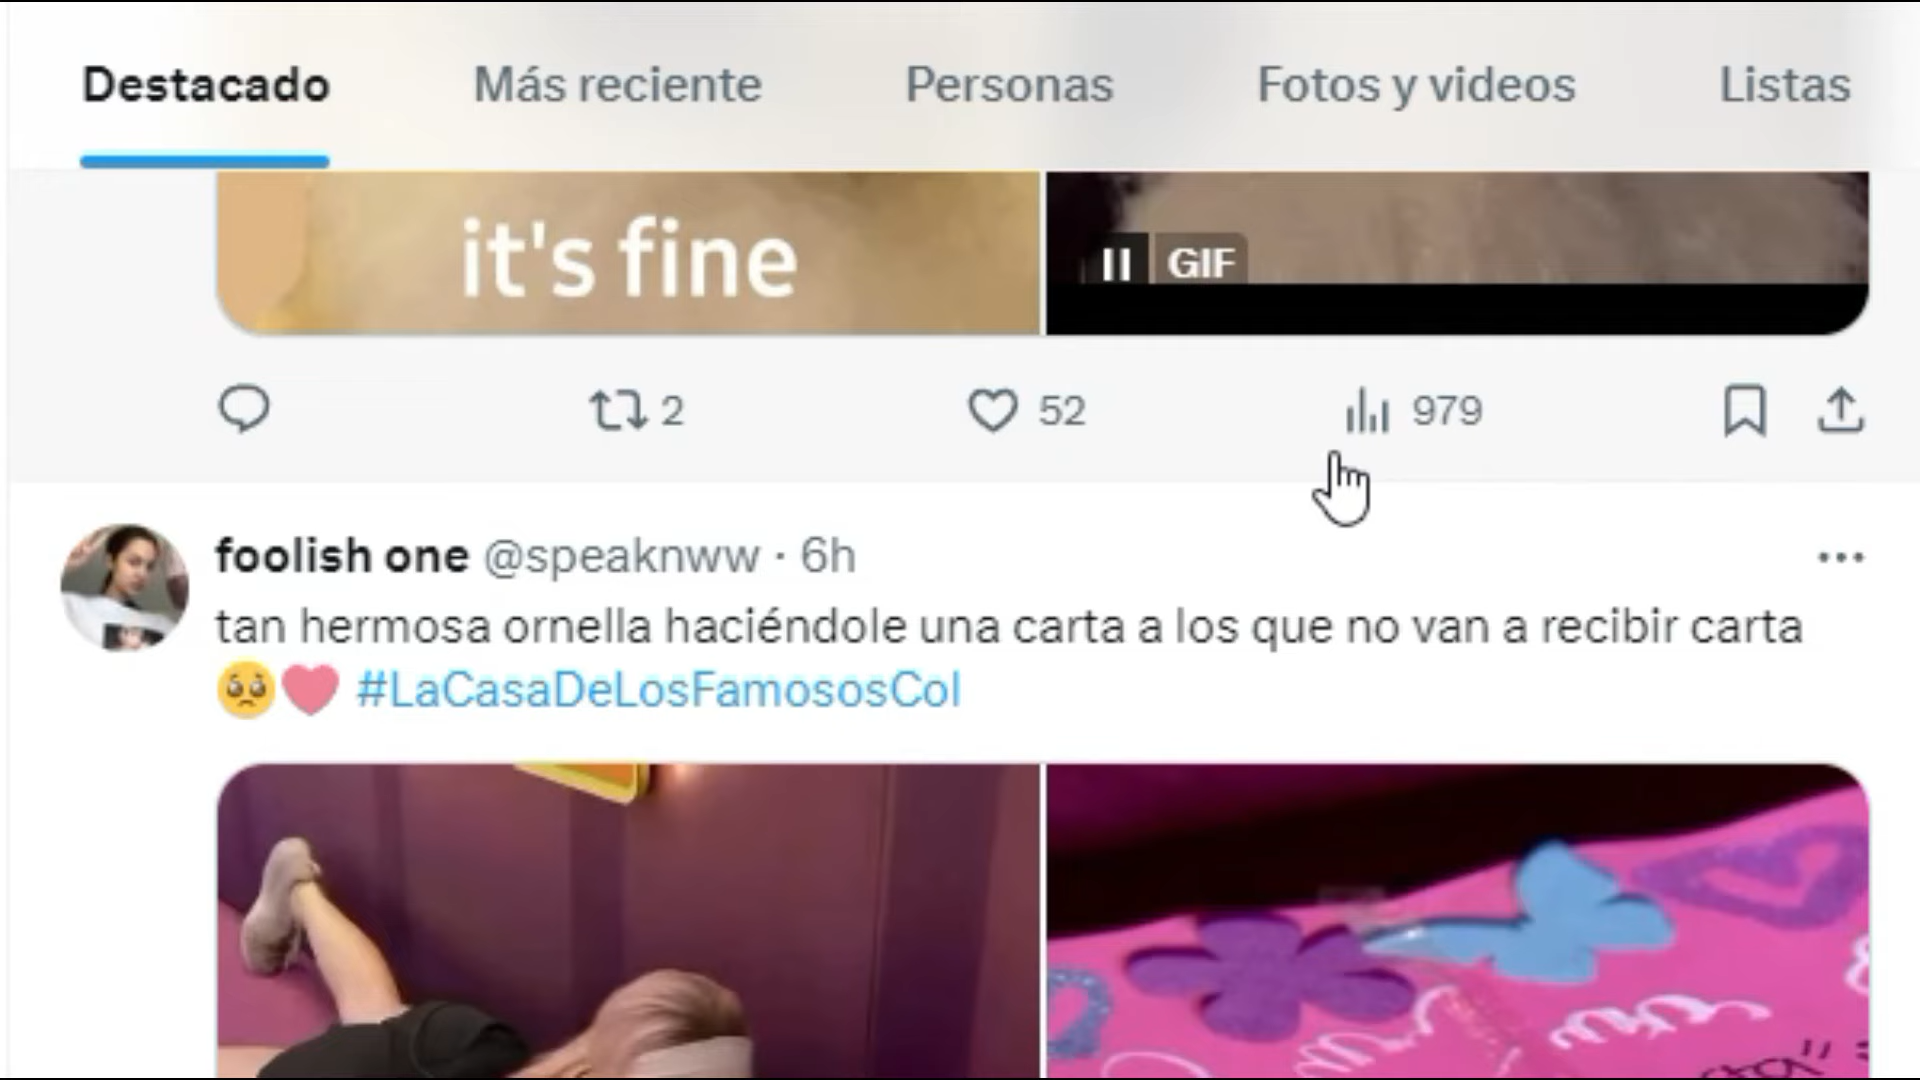 Destacado Más reciente Personas Fotos y videos Listas
it's fine
GIF
2 52 979
foolish one @speaknww · 6h
tan hermosa ornella haciéndole una carta a los que no van a recibir carta
🥺❤️ #LaCasaDeLosFamososCol